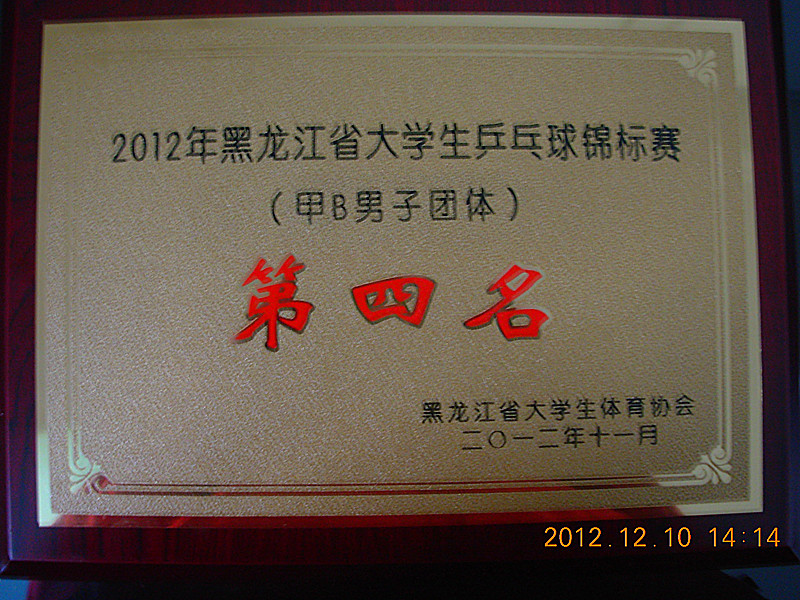 2012年黑龙江省大学生乒乓球锦标赛
（甲B男子团体）
第四名
黑龙江省大学生体育协会
二〇一二年十一月
2012.12.10 14:14